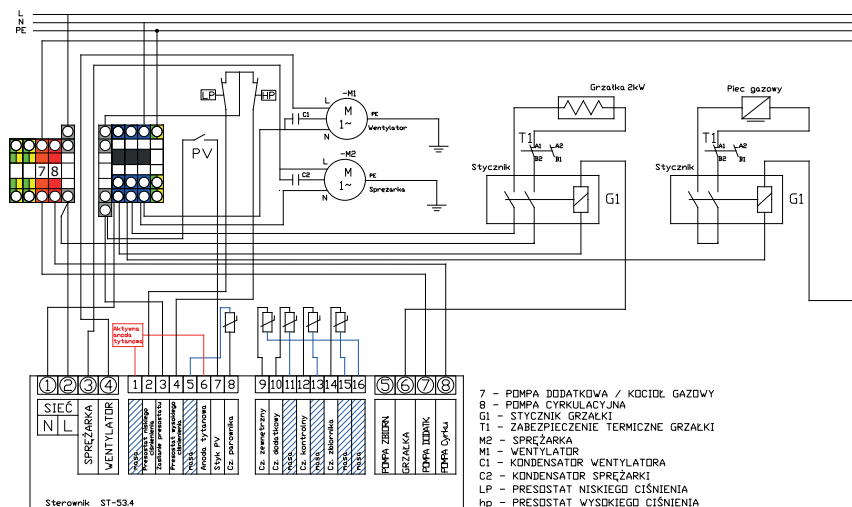 L
N
PE
Grzałka 2kW
Piec gazowy
LP
HP
-M1
L
C1
M
1~
PE
N
Wentylator
T1
A1
A2
B2
B1
T1
A1
A2
B2
B1
PV
-M2
L
C2
M
1~
PE
N
Sprężarka
Stycznik
Stycznik
7 8
G1
G1
Aktywna
anoda
tytanowa
1 2 3 4
1 2 3 4 5 6 7 8
9 10 11 12 13 14 15 16
5 6 7 8
SIEĆ
N L
SPRĘŻARKA
WENTYLATOR
masa
Presostat niskiego
ciśnienienia
Zasilanie presostatu
Presostat wysokiego
ciśnienia
masa
Anoda tytanowa
Styk PV
Cz. parownika
Cz. zewnetrzny
Cz. dodatkowy
masa
Cz. kontrolny
masa
Cz. zbiornika
masa
masa
POMPA ZBIORN
GRZAŁKA
POMPA DODATK
POMPA Cyrku
Sterownik ST-53.4
7 - POMPA DODATKOWA / KOCIOŁ GAZOWY
8 - POMPA CYRKULACYJNA
G1 - STYCZNIK GRZAŁKI
T1 - ZABEZPIECZENIE TERMICZNE GRZAŁKI
M2 - SPRĘŻARKA
M1 - WENTYLATOR
C1 - KONDENSATOR WENTYLATORA
C2 - KONDENSATOR SPRĘŻARKI
LP - PRESOSTAT NISKIEGO CIŚNIENIA
hp - PRESOSTAT WYSOKIEGO CIŚNIENIA